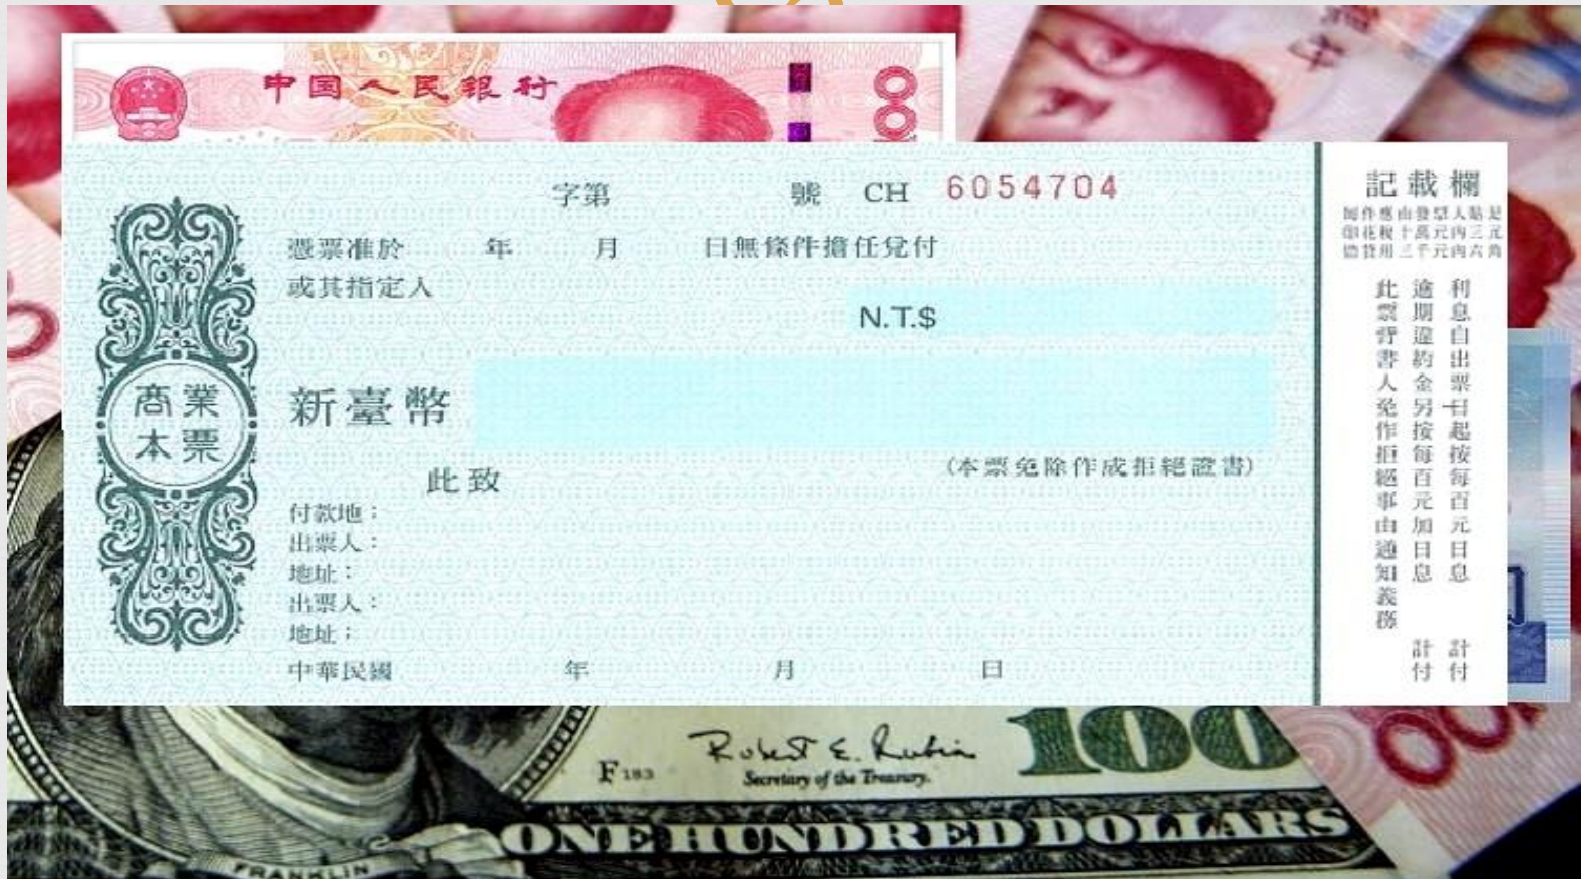 中国人民银行
字第 號 CH 6054704
憑票准於 年 月 日無條件擔任兌付
或其指定人
N.T.$
商業本票
新臺幣
(本票免除作成拒絕證書)
此致
付款地：
出票人：
地址：
出票人：
地址：
中華民國 年 月 日
記載欄
利息自出票日起按每百元日息 計付
逾期違約金另按每百元加日息 計付
此票背書人免作拒絕事由通知義務
100
F183
Robert E. Rubin
Secretary of the Treasury.
ONE HUNDRED DOLLARS
FRANKLIN